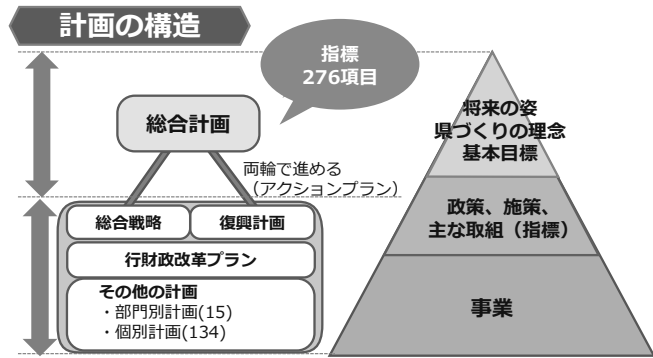 計画の構造
指標
276項目
総合計画
両輪で進める
（アクションプラン）
総合戦略
復興計画
行財政改革プラン
その他の計画
・部門別計画(15)
・個別計画(134)
将来の姿
県づくりの理念
基本目標
政策、施策、
主な取組（指標）
事業